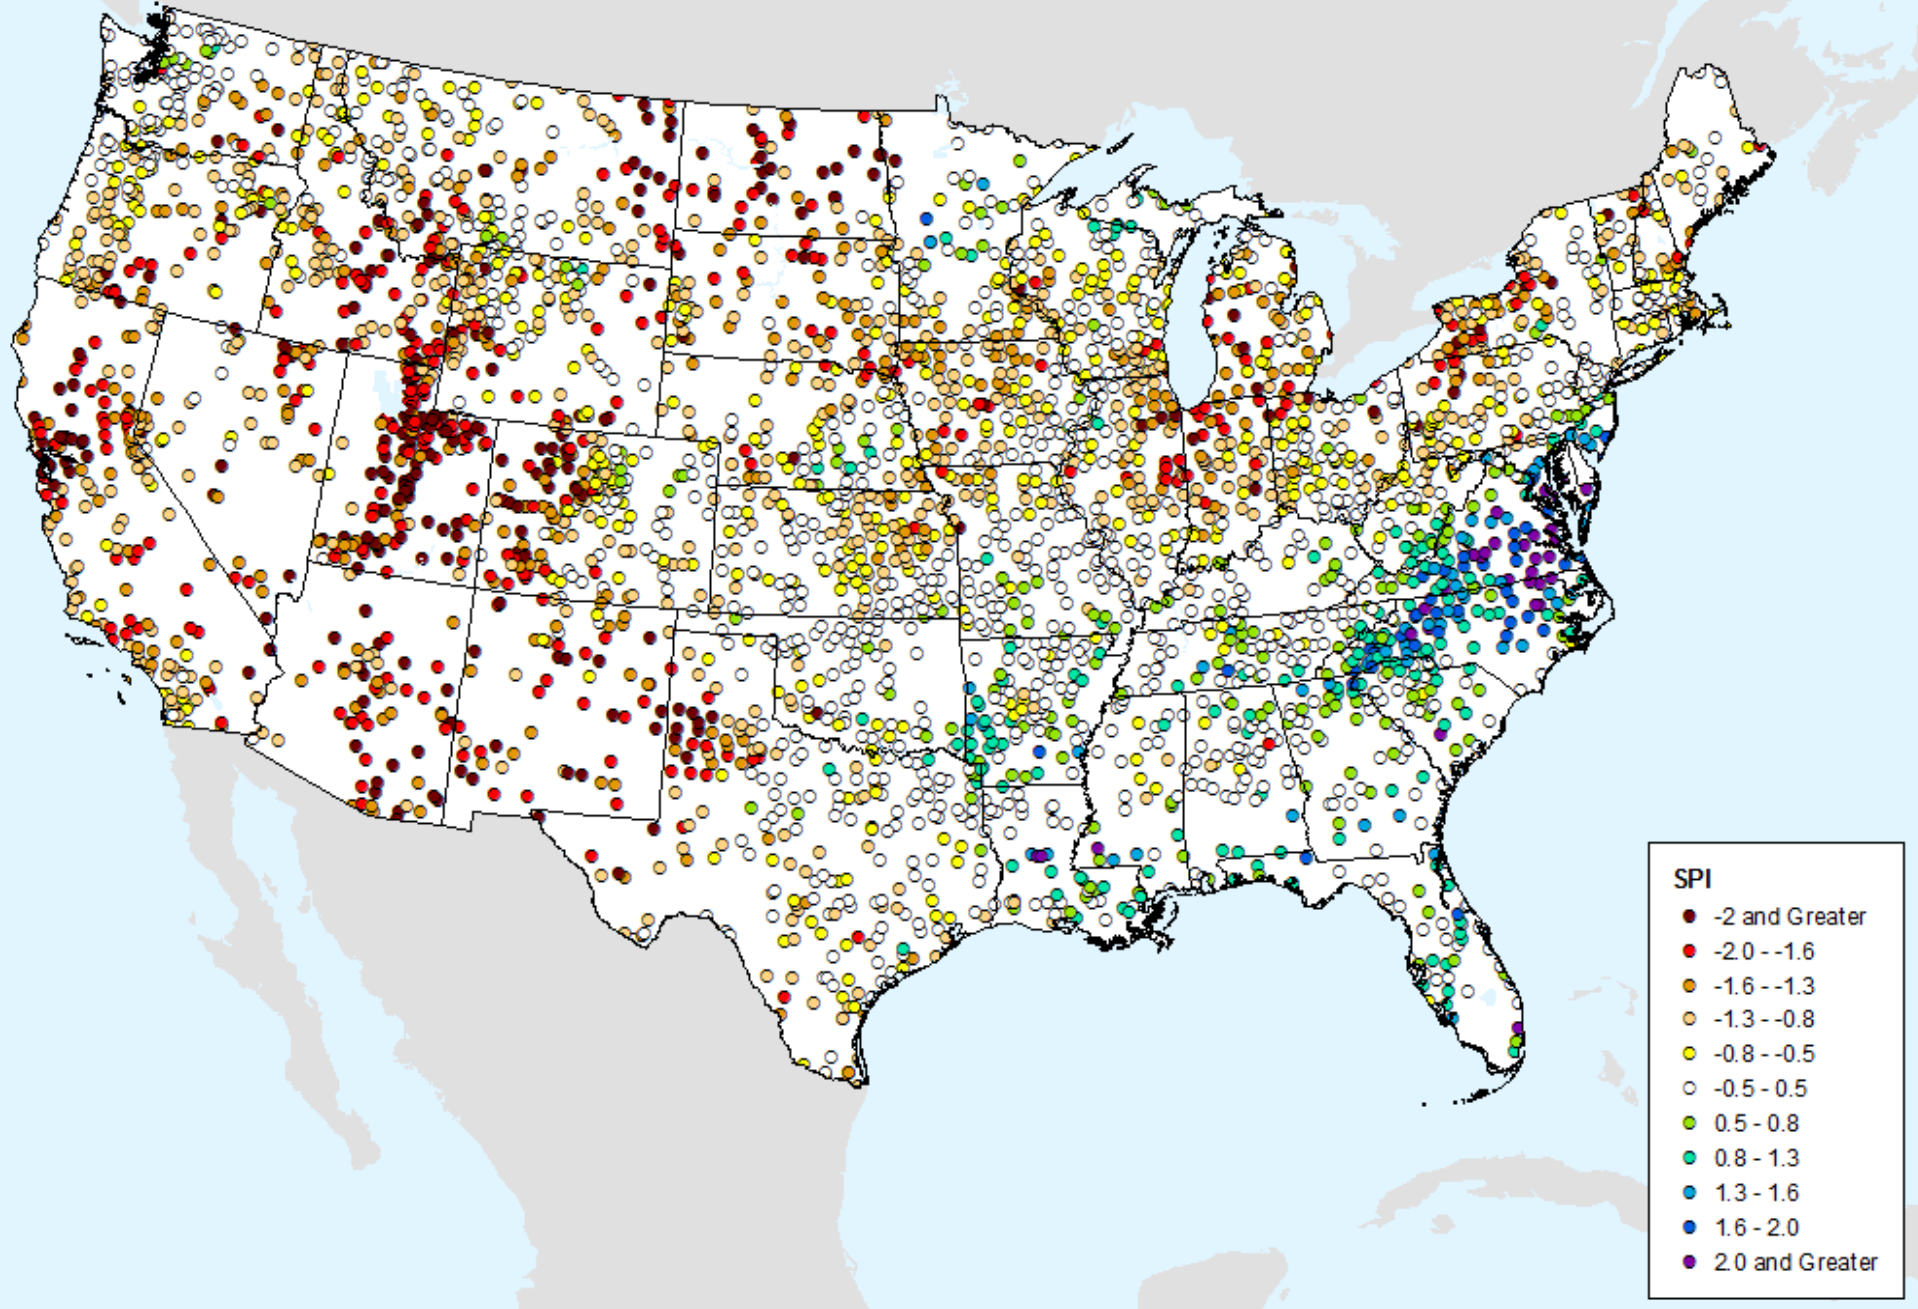 SPI
-2 and Greater
-2.0 - -1.6
-1.6 - -1.3
-1.3 - -0.8
-0.8 - -0.5
-0.5 - 0.5
0.5 - 0.8
0.8 - 1.3
1.3 - 1.6
1.6 - 2.0
2.0 and Greater